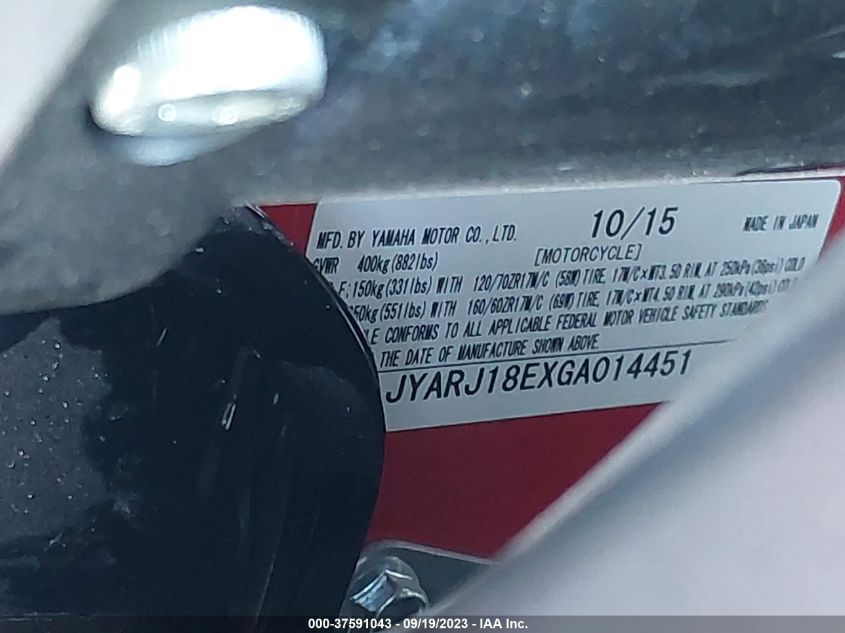 MFD. BY YAMAHA MOTOR CO., LTD. 10/15 MADE IN JAPAN
GVWR 400kg (882lbs) [MOTORCYCLE]
F: 150kg (331lbs) WITH 120/70ZR17M/C (58W) TIRE, 17M/C×MT3.50 RIM, AT 250kPa (36psi) COLD
250kg (551lbs) WITH 160/60ZR17M/C (69W) TIRE, 17M/C×MT4.50 RIM, AT 290kPa (42psi)
CONFORMS TO ALL APPLICABLE FEDERAL MOTOR VEHICLE SAFETY STANDARDS
THE DATE OF MANUFACTURE SHOWN ABOVE.
JYARJ18EXGA014451
000-37591043 - 09/19/2023 - IAA Inc.